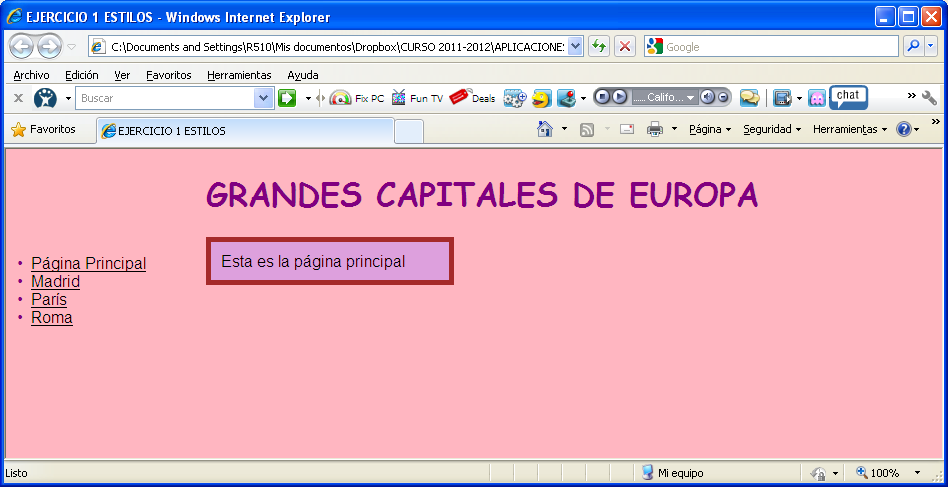 EJERCICIO 1 ESTILOS - Windows Internet Explorer
C:\Documents and Settings\R510\Mis documentos\Dropbox\CURSO 2011-2012\APLICACIONES
Google
Archivo Edición Ver Favoritos Herramientas Ayuda
Buscar Fix PC Fun TV Deals ...... Califo... chat
Favoritos EJERCICIO 1 ESTILOS Página Seguridad Herramientas
GRANDES CAPITALES DE EUROPA
Esta es la página principal
• Página Principal
• Madrid
• París
• Roma
Listo Mi equipo 100%